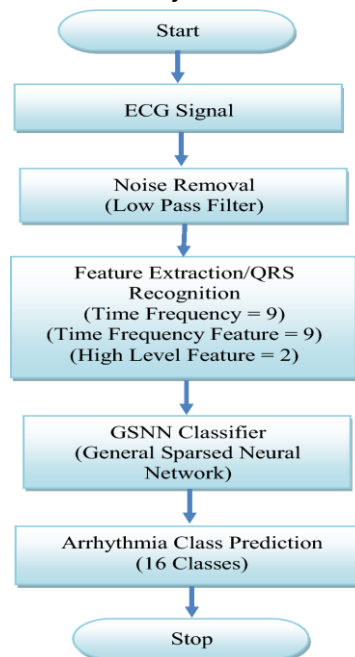 Start
ECG Signal
Noise Removal
(Low Pass Filter)
Feature Extraction/QRS
Recognition
(Time Frequency = 9)
(Time Frequency Feature = 9)
(High Level Feature = 2)
GSNN Classifier
(General Sparsed Neural
Network)
Arrhythmia Class Prediction
(16 Classes)
Stop